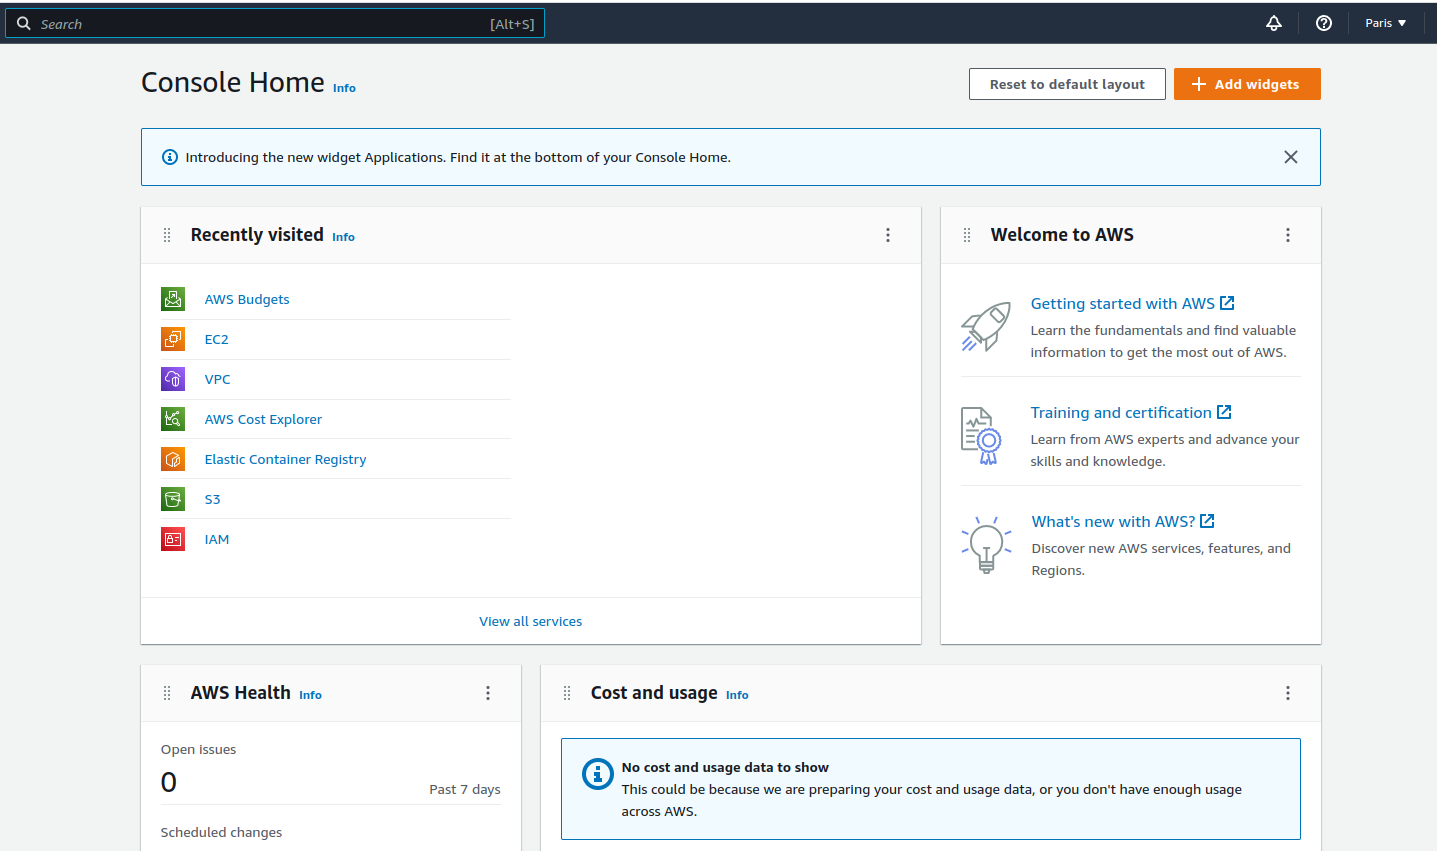 Search [Alt+S] Paris
Console Home Info
Reset to default layout
Add widgets
Introducing the new widget Applications. Find it at the bottom of your Console Home.
Recently visited Info
AWS Budgets
EC2
VPC
AWS Cost Explorer
Elastic Container Registry
S3
IAM
View all services
Welcome to AWS
Getting started with AWS
Learn the fundamentals and find valuable
information to get the most out of AWS.
Training and certification
Learn from AWS experts and advance your
skills and knowledge.
What's new with AWS?
Discover new AWS services, features, and
Regions.
AWS Health Info
Open issues
0 Past 7 days
Scheduled changes
Cost and usage Info
No cost and usage data to show
This could be because we are preparing your cost and usage data, or you don't have enough usage
across AWS.